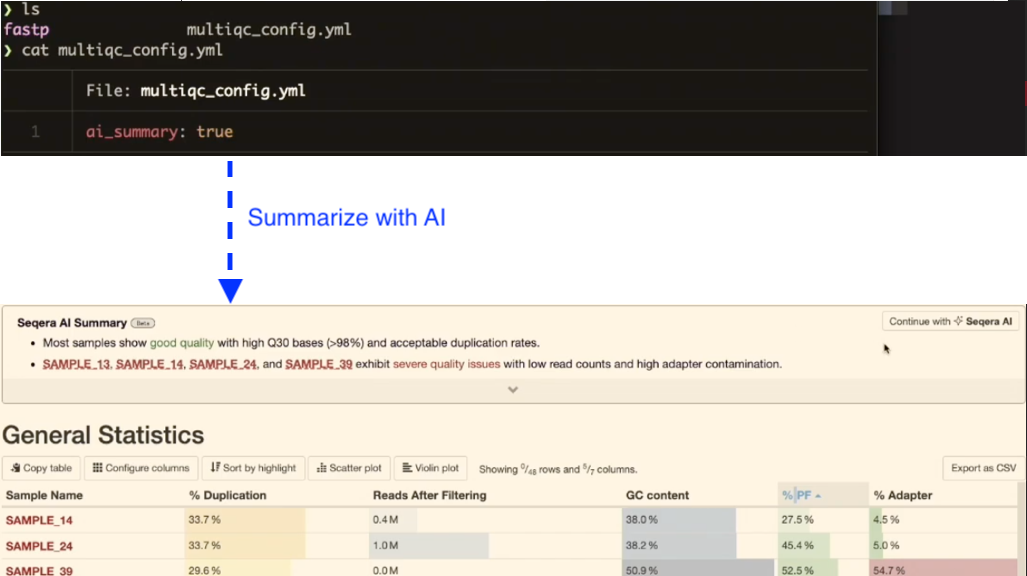 ❯ ls
fastp multiqc_config.yml
❯ cat multiqc_config.yml
File: multiqc_config.yml
1 ai_summary: true
Summarize with AI
Seqera AI Summary Beta
Continue with Seqera AI
• Most samples show good quality with high Q30 bases (>98%) and acceptable duplication rates.
• SAMPLE_13, SAMPLE_14, SAMPLE_24, and SAMPLE_39 exhibit severe quality issues with low read counts and high adapter contamination.
General Statistics
Copy table Configure columns Sort by highlight Scatter plot Violin plot Showing 0/48 rows and 5/7 columns. Export as CSV
Sample Name % Duplication Reads After Filtering GC content % PF % Adapter
SAMPLE_14 33.7 % 0.4 M 38.0 % 27.5 % 4.5 %
SAMPLE_24 33.7 % 1.0 M 38.2 % 45.4 % 5.0 %
SAMPLE_39 29.6 % 0.0 M 50.9 % 52.5 % 54.7 %